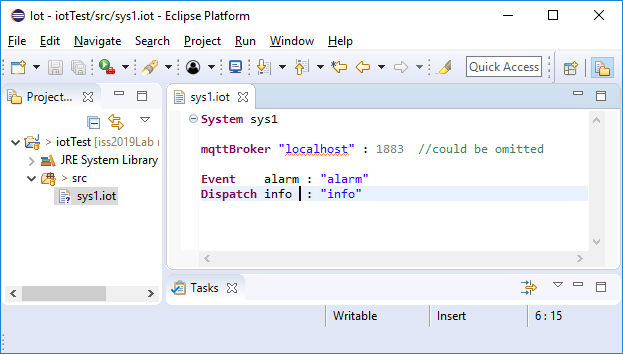 Iot - iotTest/src/sys1.iot - Eclipse Platform
File Edit Navigate Search Project Run Window Help
Quick Access
Project...
sys1.iot
iotTest [iss2019Lab
JRE System Library
src
sys1.iot
System sys1
mqttBroker "localhost" : 1883 //could be omitted
Event alarm : "alarm"
Dispatch info : "info"
Tasks
Writable Insert 6 : 15